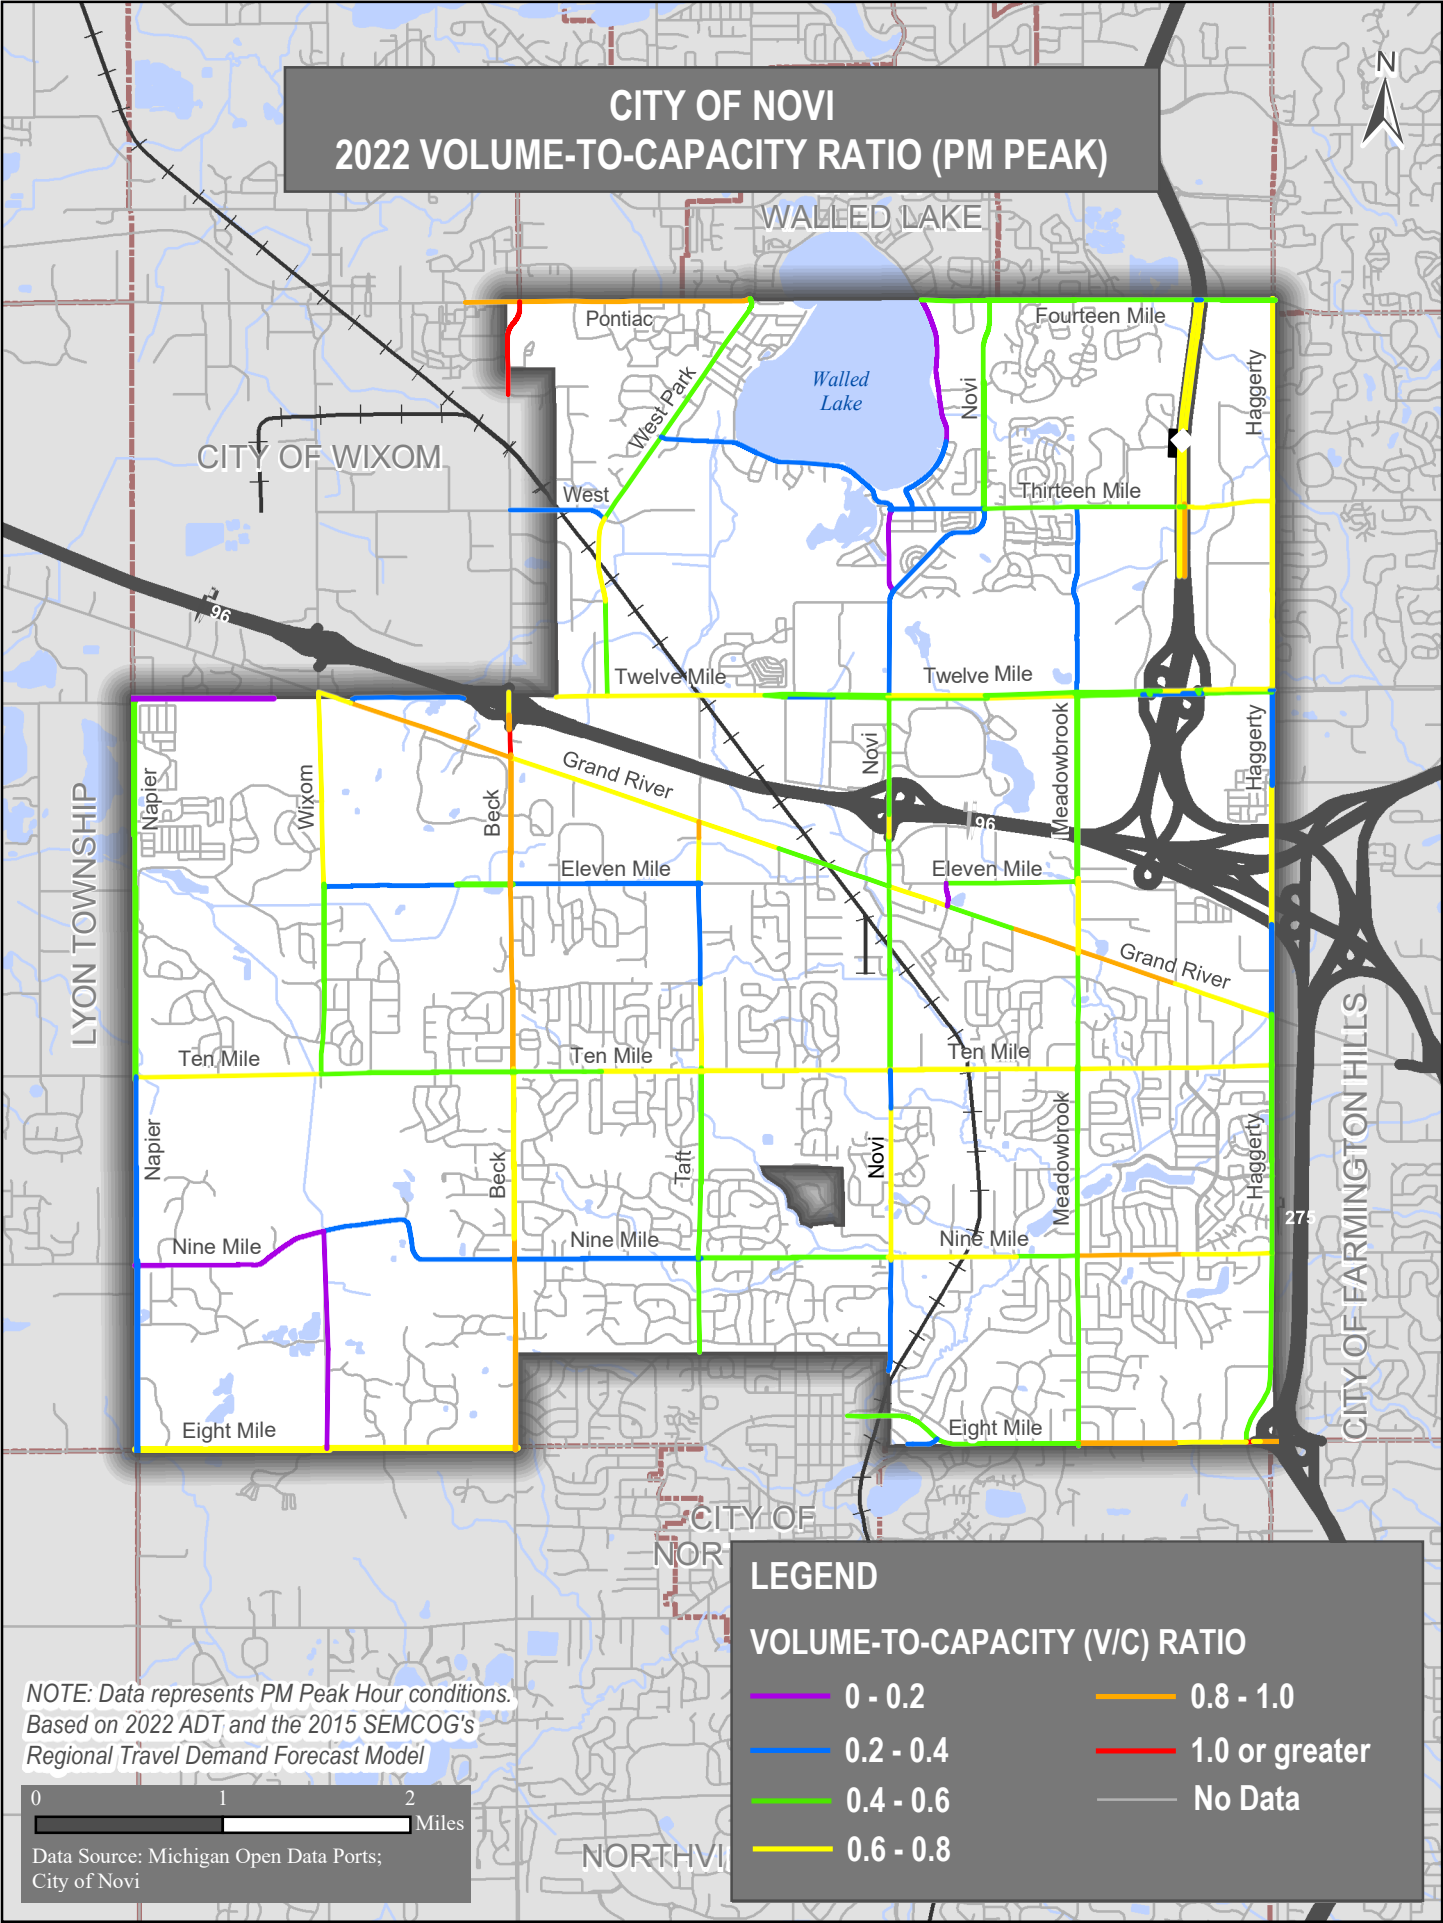 CITY OF NOVI
2022 VOLUME-TO-CAPACITY RATIO (PM PEAK)
N
WALLED LAKE
Pontiac
Fourteen Mile
West Park
Walled
Lake
Novi
Haggerty
CITY OF WIXOM
West
Thirteen Mile
96
Twelve Mile
Twelve Mile
LYON TOWNSHIP
Napier
Wixom
Beck
Grand River
Novi
Meadowbrook
Haggerty
96
Eleven Mile
Eleven Mile
Grand River
Ten Mile
Ten Mile
Ten Mile
CITY OF FARMINGTON HILLS
Napier
Beck
Taft
Novi
Meadowbrook
Haggerty
275
Nine Mile
Nine Mile
Nine Mile
Eight Mile
Eight Mile
CITY OF
NOR
NORTHVI
LEGEND
VOLUME-TO-CAPACITY (V/C) RATIO
0 - 0.2
0.2 - 0.4
0.4 - 0.6
0.6 - 0.8
0.8 - 1.0
1.0 or greater
No Data
NOTE: Data represents PM Peak Hour conditions.
Based on 2022 ADT and the 2015 SEMCOG's
Regional Travel Demand Forecast Model
0 1 2
Miles
Data Source: Michigan Open Data Ports;
City of Novi